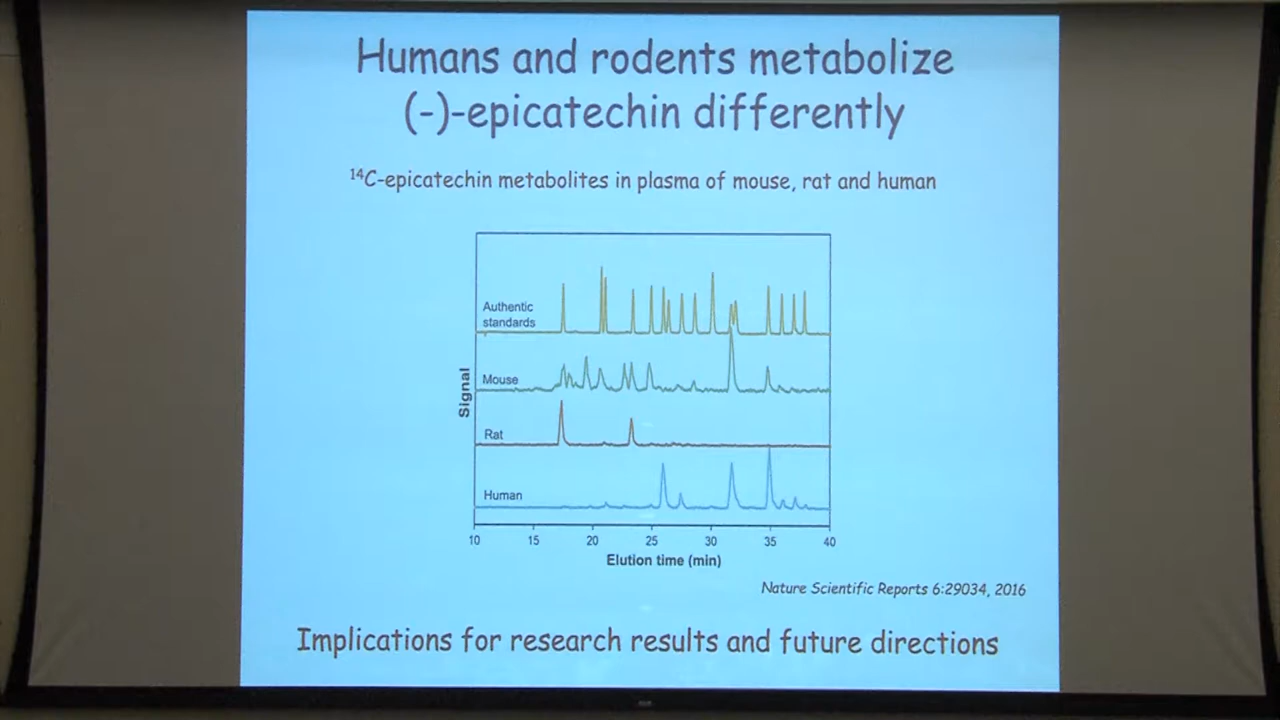 Humans and rodents metabolize
(-)-epicatechin differently
¹⁴C-epicatechin metabolites in plasma of mouse, rat and human
Authentic
standards
Mouse
Rat
Human
Signal
10 15 20 25 30 35 40
Elution time (min)
Nature Scientific Reports 6:29034, 2016
Implications for research results and future directions